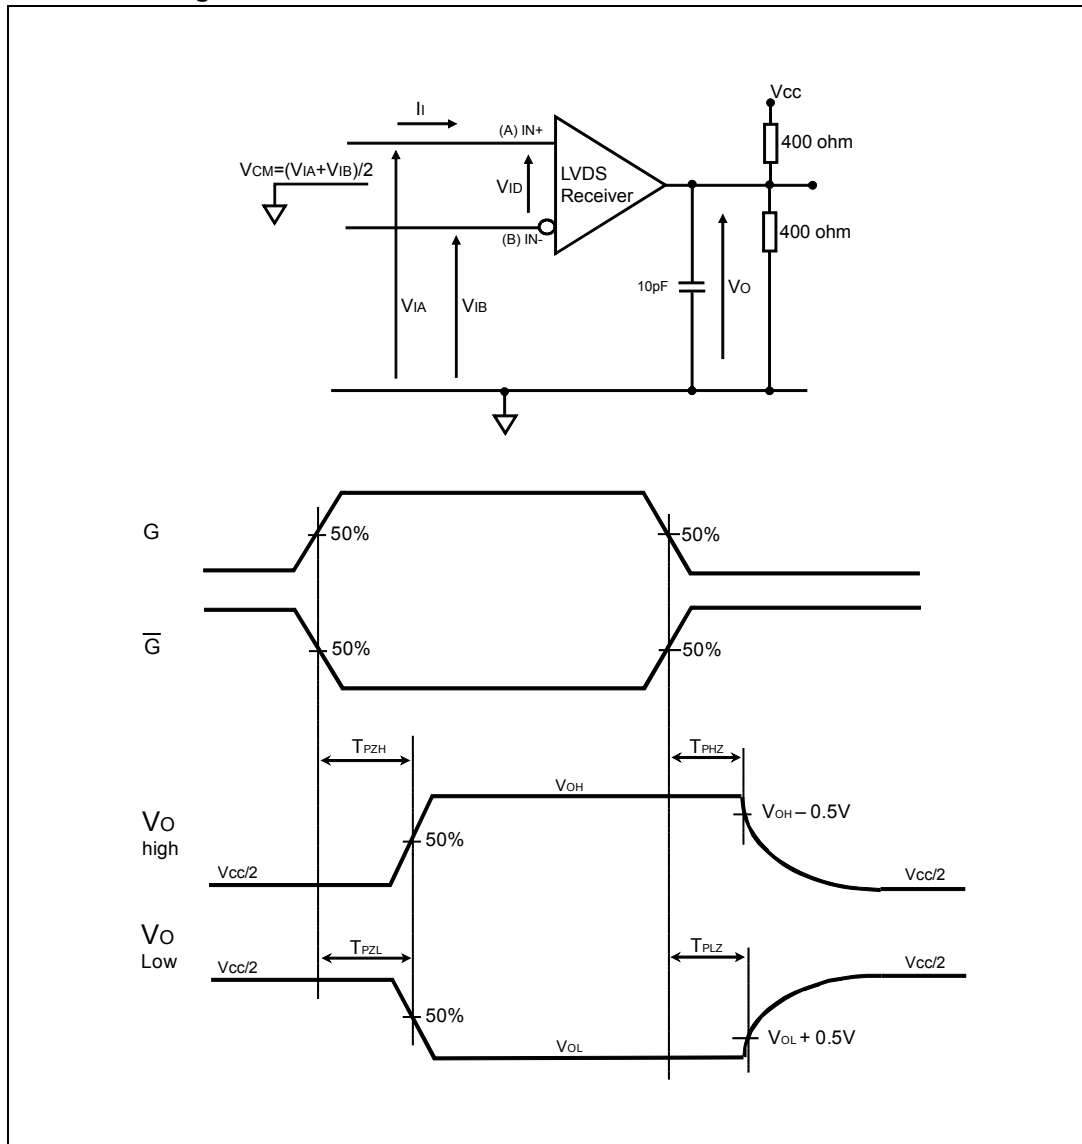 Vcc
II
(A) IN+
400 ohm
VCM=(VIA+VIB)/2
VID
LVDS
Receiver
(B) IN-
400 ohm
10pF
VO
VIA
VIB
G
50%
50%
G̅
50%
50%
TPZH
TPHZ
VOH
VO
high
50%
VOH – 0.5V
Vcc/2
Vcc/2
VO
Low
TPZL
TPLZ
Vcc/2
Vcc/2
50%
VOL
VOL + 0.5V